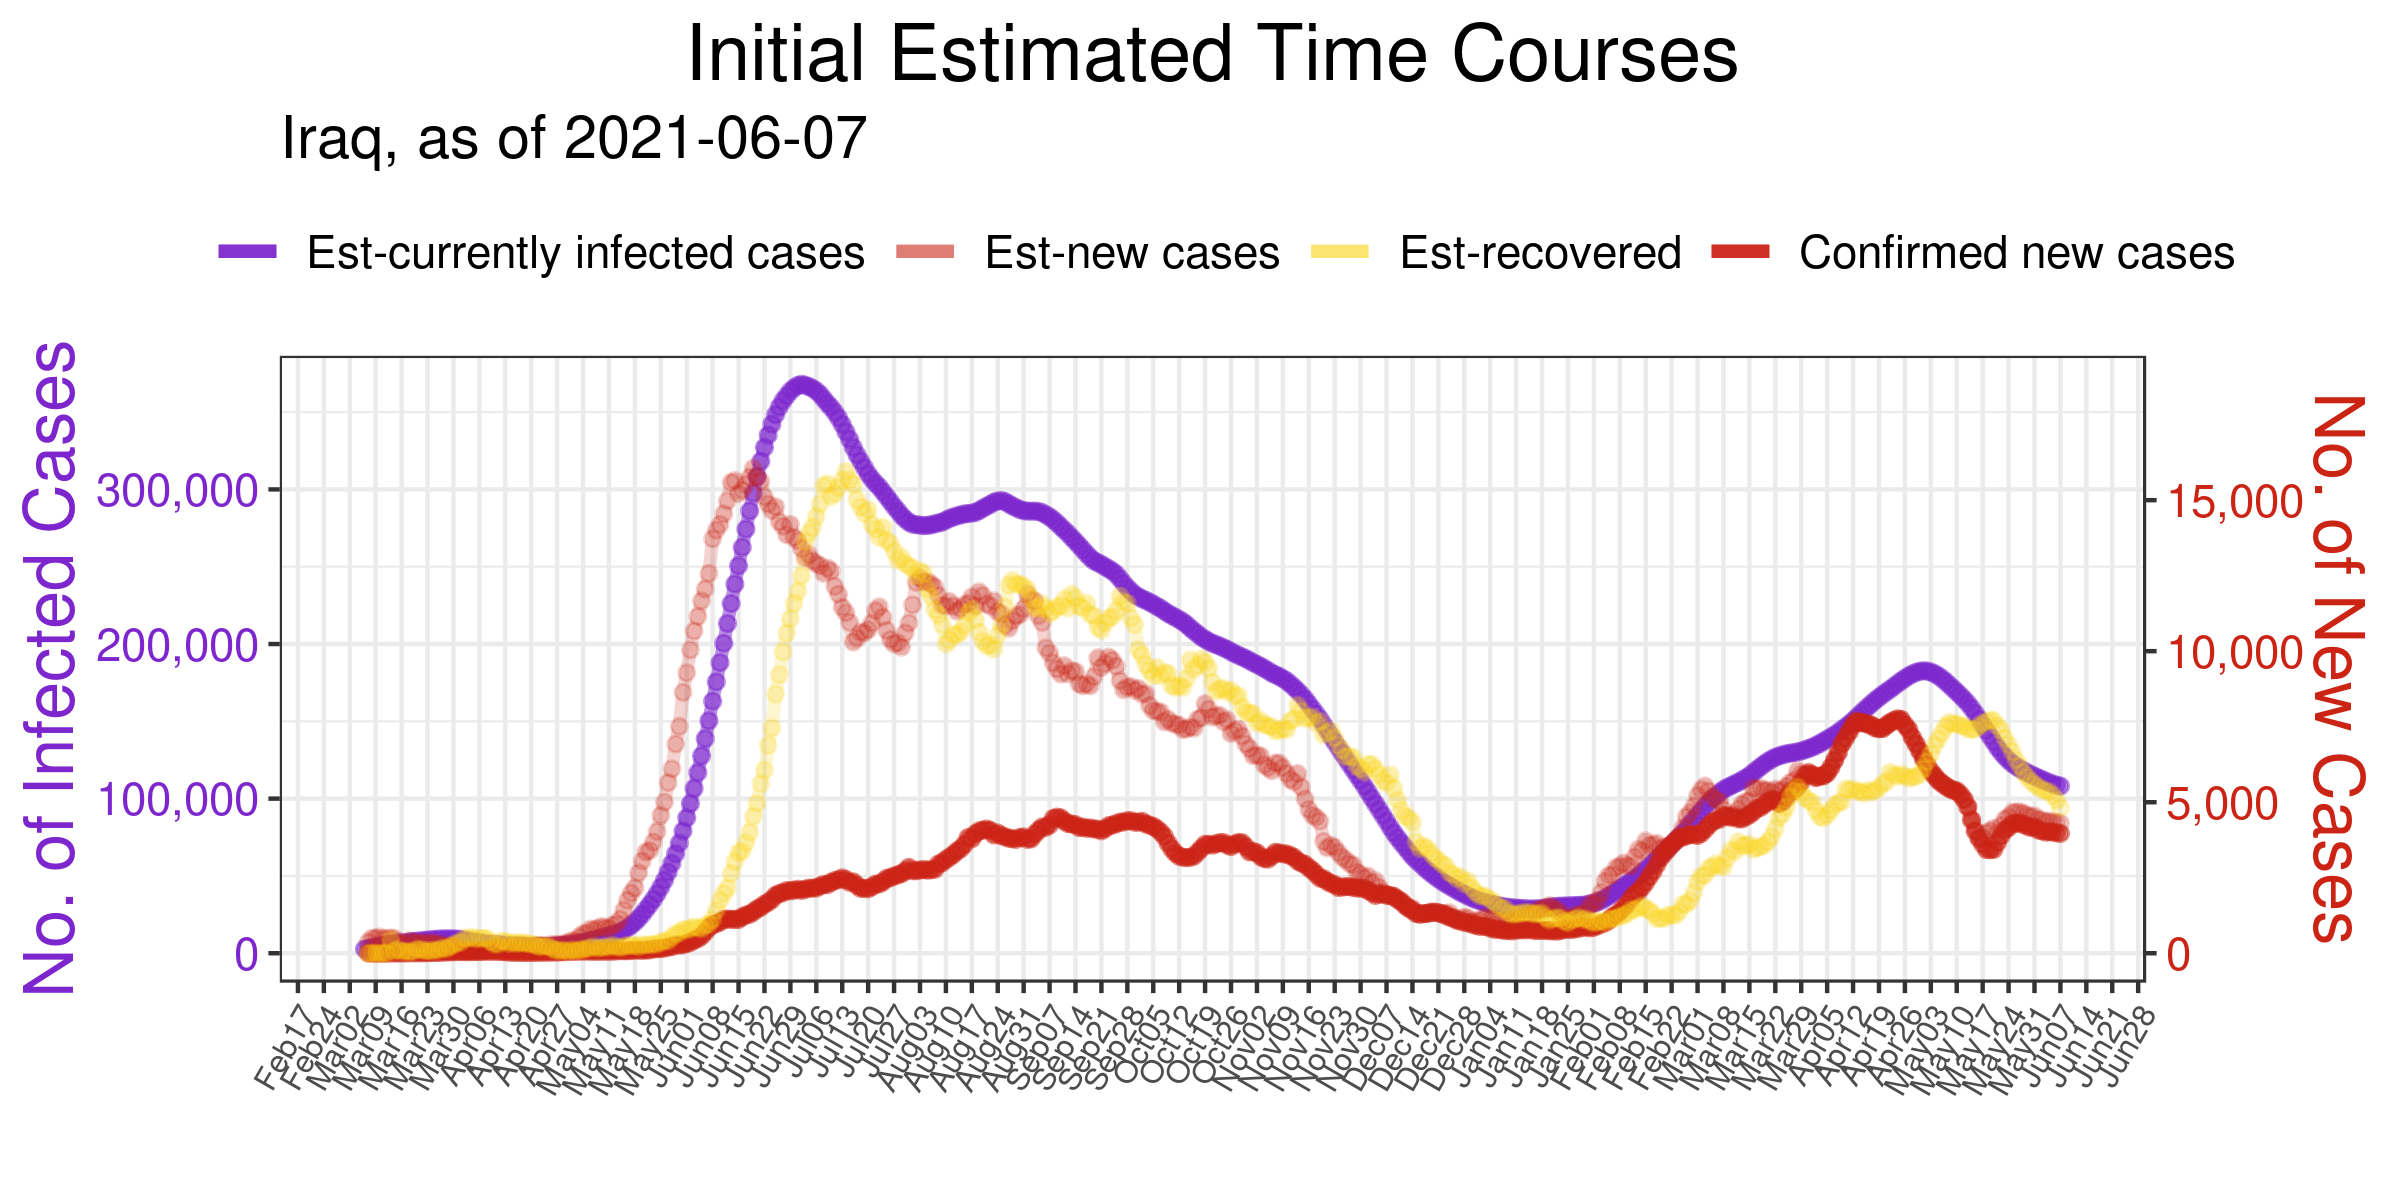 Initial Estimated Time Courses
Iraq, as of 2021-06-07
Est-currently infected cases
Est-new cases
Est-recovered
Confirmed new cases
No. of Infected Cases
300,000
200,000
100,000
0
15,000
10,000
5,000
0
No. of New Cases
Feb17
Feb24
Mar02
Mar09
Mar16
Mar23
Mar30
Apr06
Apr13
Apr20
Apr27
May04
May11
May18
May25
Jun01
Jun08
Jun15
Jun22
Jun29
Jul06
Jul13
Jul20
Jul27
Aug03
Aug10
Aug17
Aug24
Aug31
Sep07
Sep14
Sep21
Sep28
Oct05
Oct12
Oct19
Oct26
Nov02
Nov09
Nov16
Nov23
Nov30
Dec07
Dec14
Dec21
Dec28
Jan04
Jan11
Jan18
Jan25
Feb01
Feb08
Feb15
Feb22
Mar01
Mar08
Mar15
Mar22
Mar29
Apr05
Apr12
Apr19
Apr26
May03
May10
May17
May24
May31
Jun07
Jun14
Jun21
Jun28